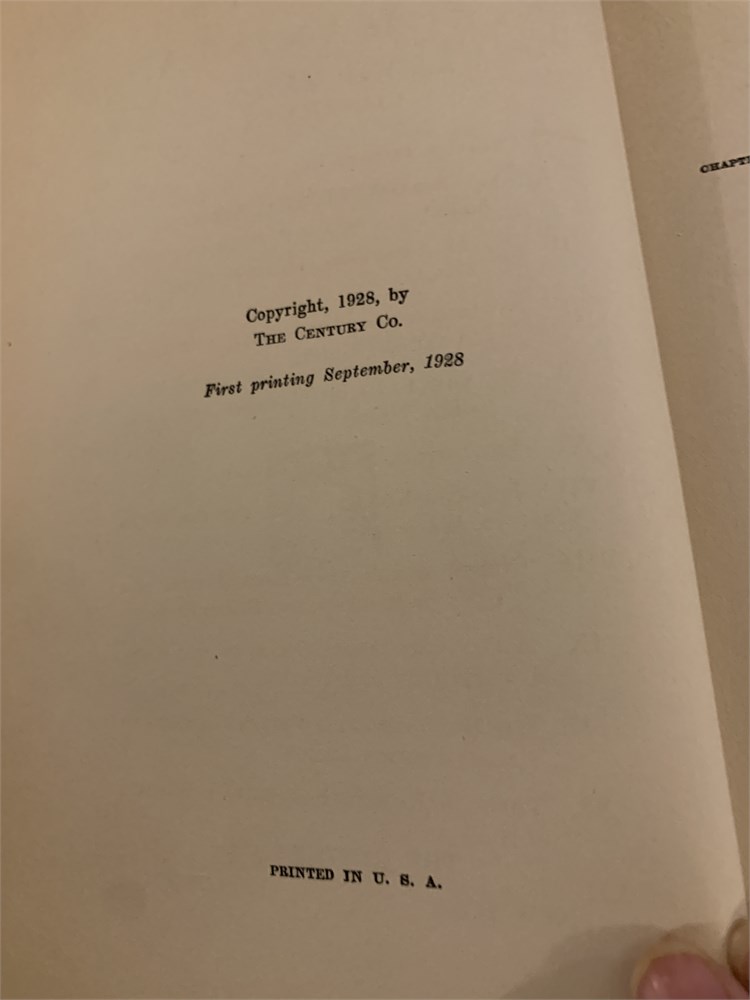 Copyright, 1928, by
THE CENTURY CO.
First printing September, 1928
PRINTED IN U. S. A.